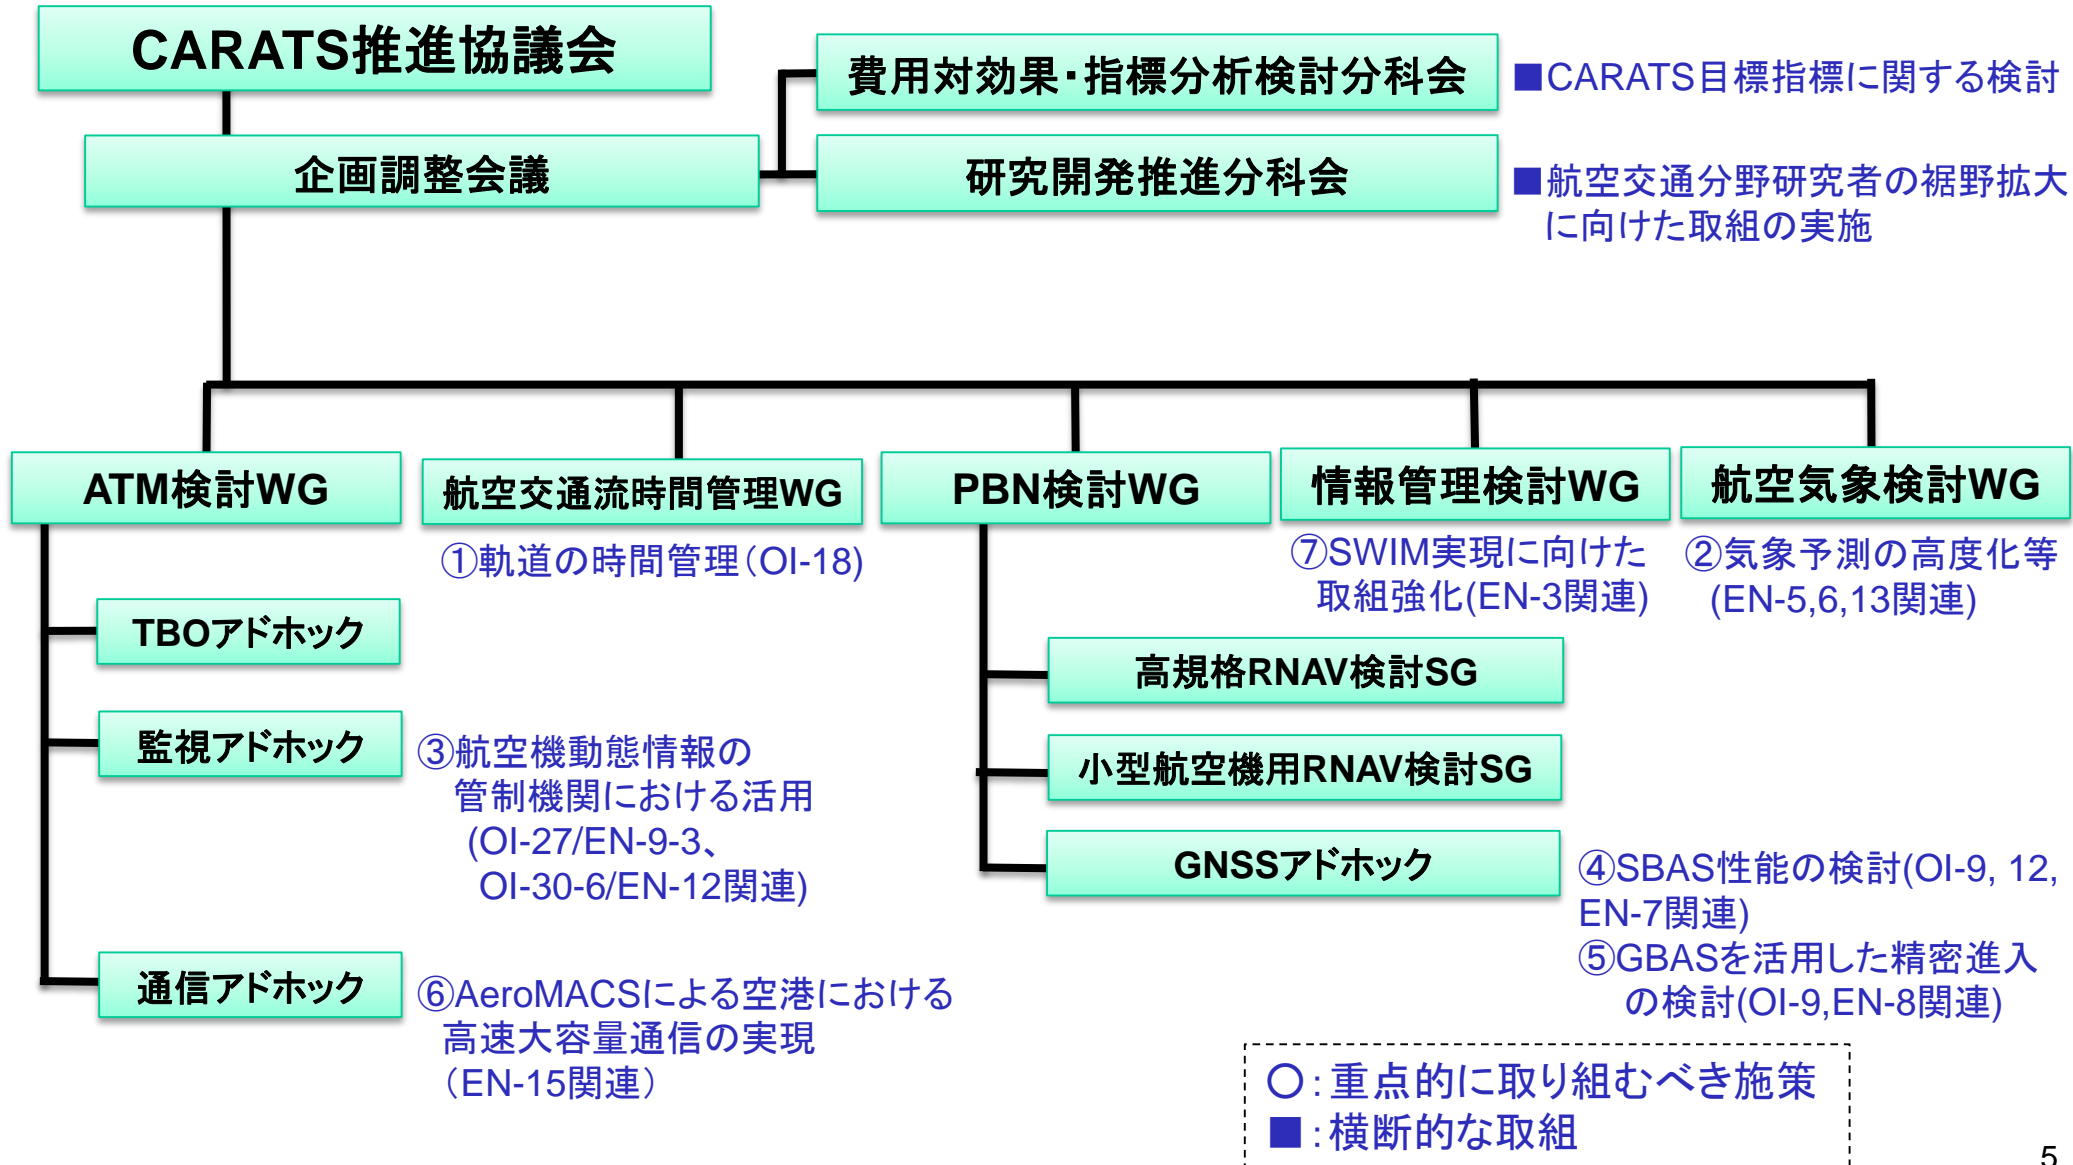 CARATS推進協議会
費用対効果・指標分析検討分科会
■CARATS目標指標に関する検討
企画調整会議
研究開発推進分科会
■航空交通分野研究者の裾野拡大
に向けた取組の実施
ATM検討WG
航空交通流時間管理WG
PBN検討WG
情報管理検討WG
航空気象検討WG
①軌道の時間管理（OI-18)
⑦SWIM実現に向けた
取組強化(EN-3関連)
②気象予測の高度化等
(EN-5,6,13関連)
TBOアドホック
監視アドホック
③航空機動態情報の
管制機関における活用
(OI-27/EN-9-3、
OI-30-6/EN-12関連)
通信アドホック
⑥AeroMACSによる空港における
高速大容量通信の実現
（EN-15関連）
高規格RNAV検討SG
小型航空機用RNAV検討SG
GNSSアドホック
④SBAS性能の検討(OI-9, 12,
EN-7関連)
⑤GBASを活用した精密進入
の検討(OI-9,EN-8関連)
○：重点的に取り組むべき施策
■：横断的な取組
5